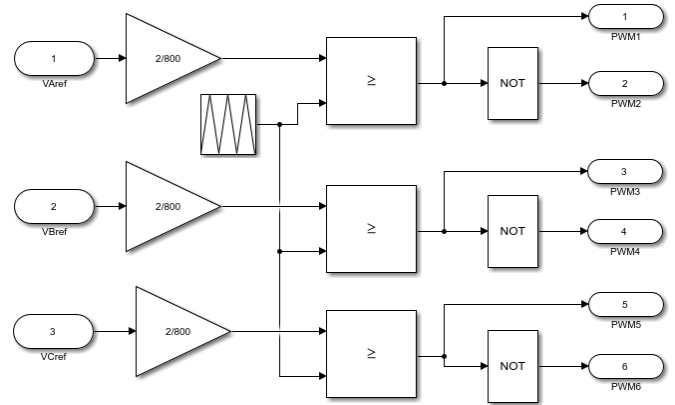 1
VAref
2/800
≥
1
PWM1
NOT
2
PWM2
2
VBref
2/800
≥
3
PWM3
NOT
4
PWM4
3
VCref
2/800
≥
5
PWM5
NOT
6
PWM6